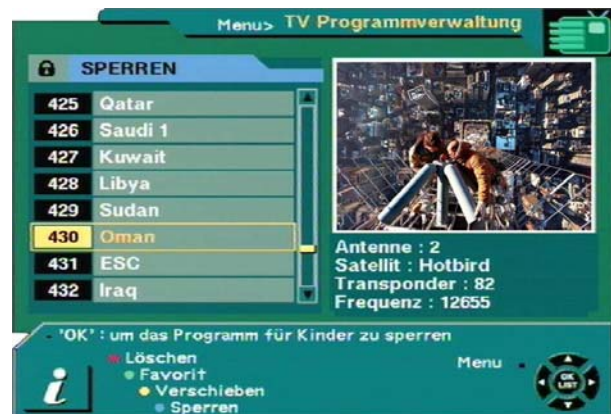 Menu> TV Programmverwaltung
SPERREN
425 Qatar
426 Saudi 1
427 Kuwait
428 Libya
429 Sudan
430 Oman
431 ESC
432 Iraq
Antenne : 2
Satellit : Hotbird
Transponder : 82
Frequenz : 12655
'OK' : um das Programm für Kinder zu sperren
Löschen
Favorit
Verschieben
Sperren
Menu
OK
LIST
i